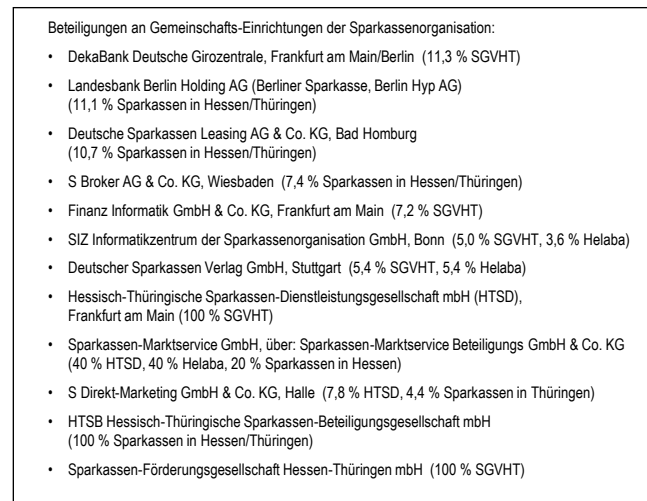 Beteiligungen an Gemeinschafts-Einrichtungen der Sparkassenorganisation:
• DekaBank Deutsche Girozentrale, Frankfurt am Main/Berlin (11,3 % SGVHT)
• Landesbank Berlin Holding AG (Berliner Sparkasse, Berlin Hyp AG)
(11,1 % Sparkassen in Hessen/Thüringen)
• Deutsche Sparkassen Leasing AG & Co. KG, Bad Homburg
(10,7 % Sparkassen in Hessen/Thüringen)
• S Broker AG & Co. KG, Wiesbaden (7,4 % Sparkassen in Hessen/Thüringen)
• Finanz Informatik GmbH & Co. KG, Frankfurt am Main (7,2 % SGVHT)
• SIZ Informatikzentrum der Sparkassenorganisation GmbH, Bonn (5,0 % SGVHT, 3,6 % Helaba)
• Deutscher Sparkassen Verlag GmbH, Stuttgart (5,4 % SGVHT, 5,4 % Helaba)
• Hessisch-Thüringische Sparkassen-Dienstleistungsgesellschaft mbH (HTSD),
Frankfurt am Main (100 % SGVHT)
• Sparkassen-Marktservice GmbH, über: Sparkassen-Marktservice Beteiligungs GmbH & Co. KG
(40 % HTSD, 40 % Helaba, 20 % Sparkassen in Hessen)
• S Direkt-Marketing GmbH & Co. KG, Halle (7,8 % HTSD, 4,4 % Sparkassen in Thüringen)
• HTSB Hessisch-Thüringische Sparkassen-Beteiligungsgesellschaft mbH
(100 % Sparkassen in Hessen/Thüringen)
• Sparkassen-Förderungsgesellschaft Hessen-Thüringen mbH (100 % SGVHT)